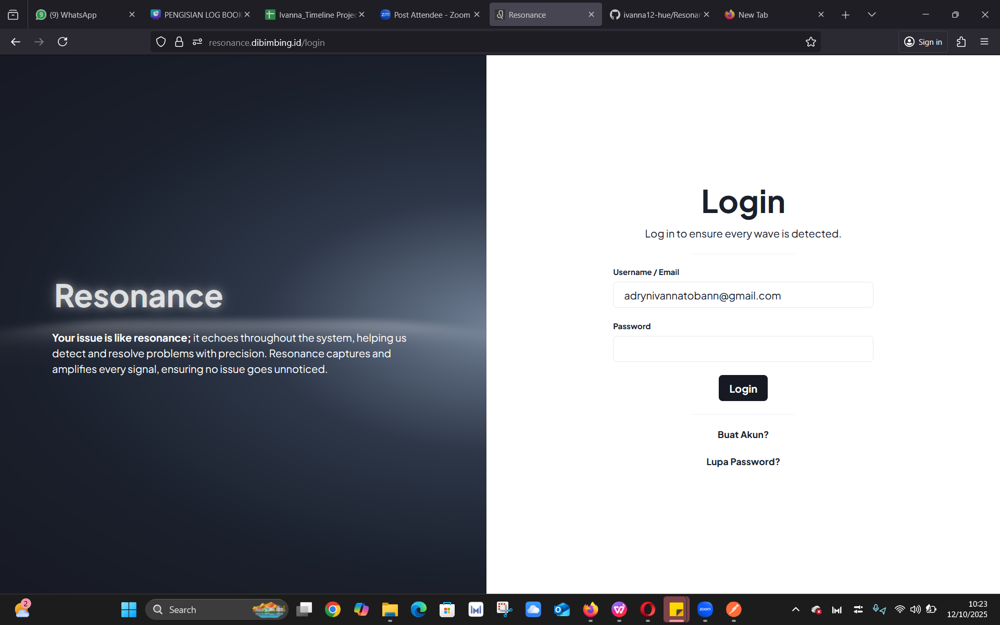 (9) WhatsApp
PENGISIAN LOG BOOK
Ivanna_Timeline Projec
Post Attendee - Zoom
Resonance
ivanna12-hue/Resonan
New Tab
resonance.dibimbing.id/login
Sign in
Resonance
Your issue is like resonance; it echoes throughout the system, helping us
detect and resolve problems with precision. Resonance captures and
amplifies every signal, ensuring no issue goes unnoticed.
Login
Log in to ensure every wave is detected.
Username / Email
adrynivannatobann@gmail.com
Password
Login
Buat Akun?
Lupa Password?
2
Search
zoom
10:23
12/10/2025